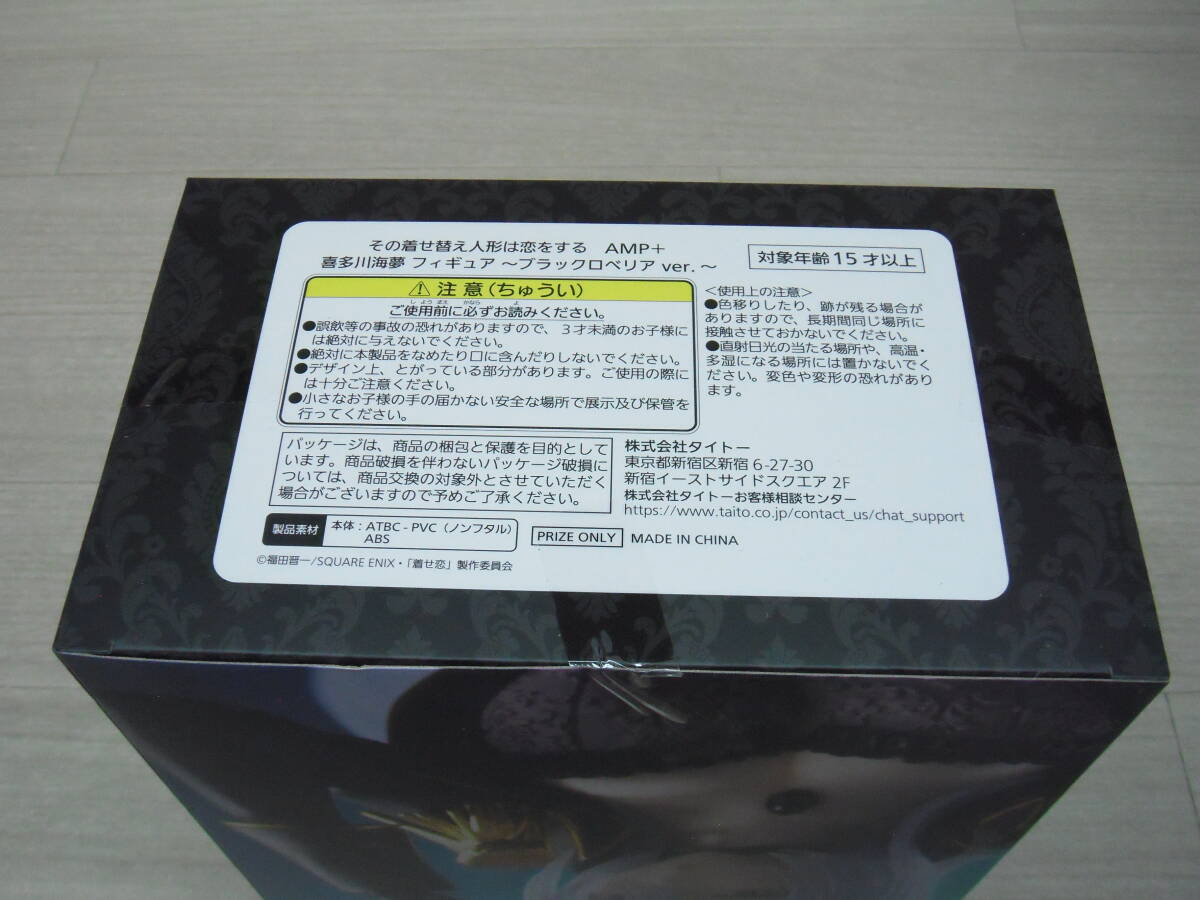 その着せ替え人形は恋をする AMP+
喜多川海夢 フィギュア ～ブラックロベリア ver.～
対象年齢15才以上
⚠注意(ちゅうい)
ご使用前に必ずお読みください。
●誤飲等の事故の恐れがありますので、3才未満のお子様に
は絶対に与えないでください。
●絶対に本製品をなめたり口に含んだりしないでください。
●デザイン上、とがっている部分があります。ご使用の際に
は十分ご注意ください。
●小さなお子様の手の届かない安全な場所で展示及び保管を
行ってください。
<使用上の注意>
●色移りしたり、跡が残る場合が
ありますので、長期間同じ場所に
接触させておかないでください。
●直射日光の当たる場所や、高温・
多湿になる場所には置かないでく
ださい。変色や変形の恐れがあり
ます。
パッケージは、商品の梱包と保護を目的として
います。商品破損を伴わないパッケージ破損に
ついては、商品交換の対象外とさせていただく
場合がございますので予めご了承ください。
株式会社タイトー
東京都新宿区新宿 6-27-30
新宿イーストサイドスクエア 2F
株式会社タイトーお客様相談センター
https://www.taito.co.jp/contact_us/chat_support
製品素材 本体：ATBC-PVC（ノンフタル）
ABS
PRIZE ONLY MADE IN CHINA
©福田晋一/SQUARE ENIX・「着せ恋」製作委員会